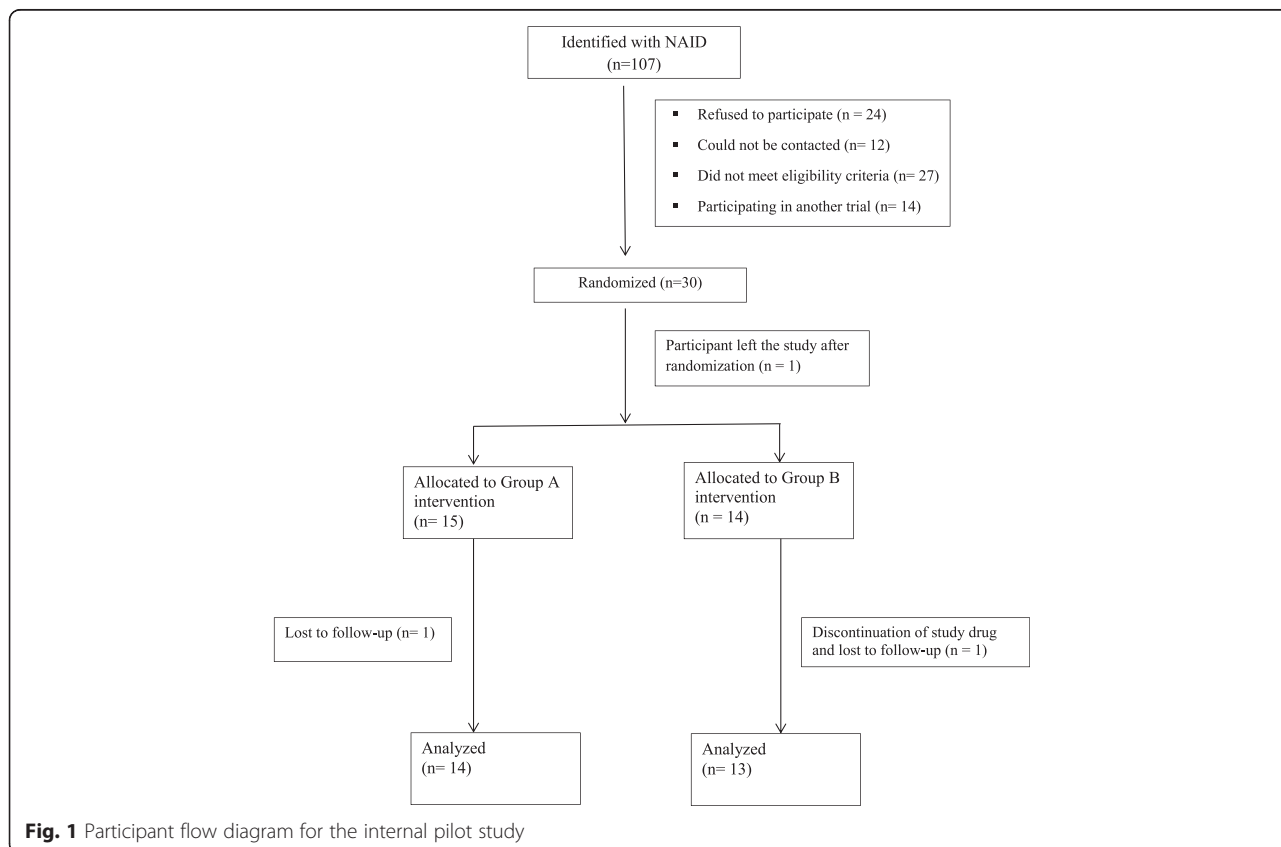 Identified with NAID
(n=107)
▪ Refused to participate (n = 24)
▪ Could not be contacted (n= 12)
▪ Did not meet eligibility criteria (n= 27)
▪ Participating in another trial (n= 14)
Randomized (n=30)
Participant left the study after
randomization (n = 1)
Allocated to Group A
intervention
(n= 15)
Allocated to Group B
intervention
(n = 14)
Lost to follow-up (n= 1)
Discontinuation of study drug
and lost to follow-up (n = 1)
Analyzed
(n= 14)
Analyzed
(n= 13)
Fig. 1 Participant flow diagram for the internal pilot study